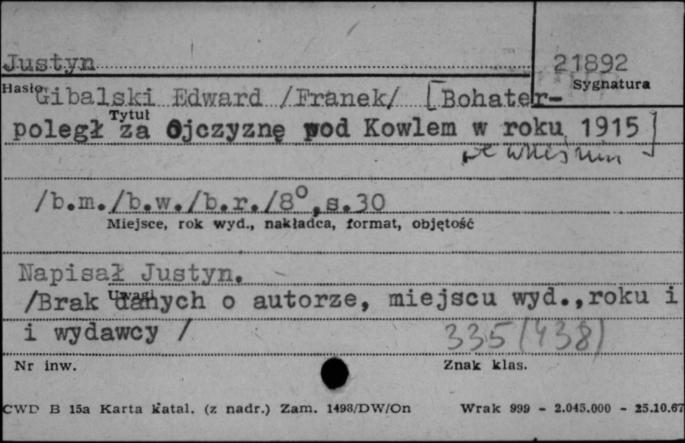 Justyn
21892
Hasło
Sygnatura
Gibalski Edward /Franek/ [Bohater-
Tytuł
poległ za Ojczyznę pod Kowlem w roku 1915]
/b.m./b.w./b.r./8°,s.30
Miejsce, rok wyd., nakładca, format, objętość
Napisał Justyn.
Uwagi
/Brak danych o autorze, miejscu wyd.,roku i
i wydawcy /
335(438)
Nr inw.
Znak klas.
CWD B 15a Karta katal. (z nadr.) Zam. 1498/DW/On
Wrak 999 - 2.045.000 - 25.10.67